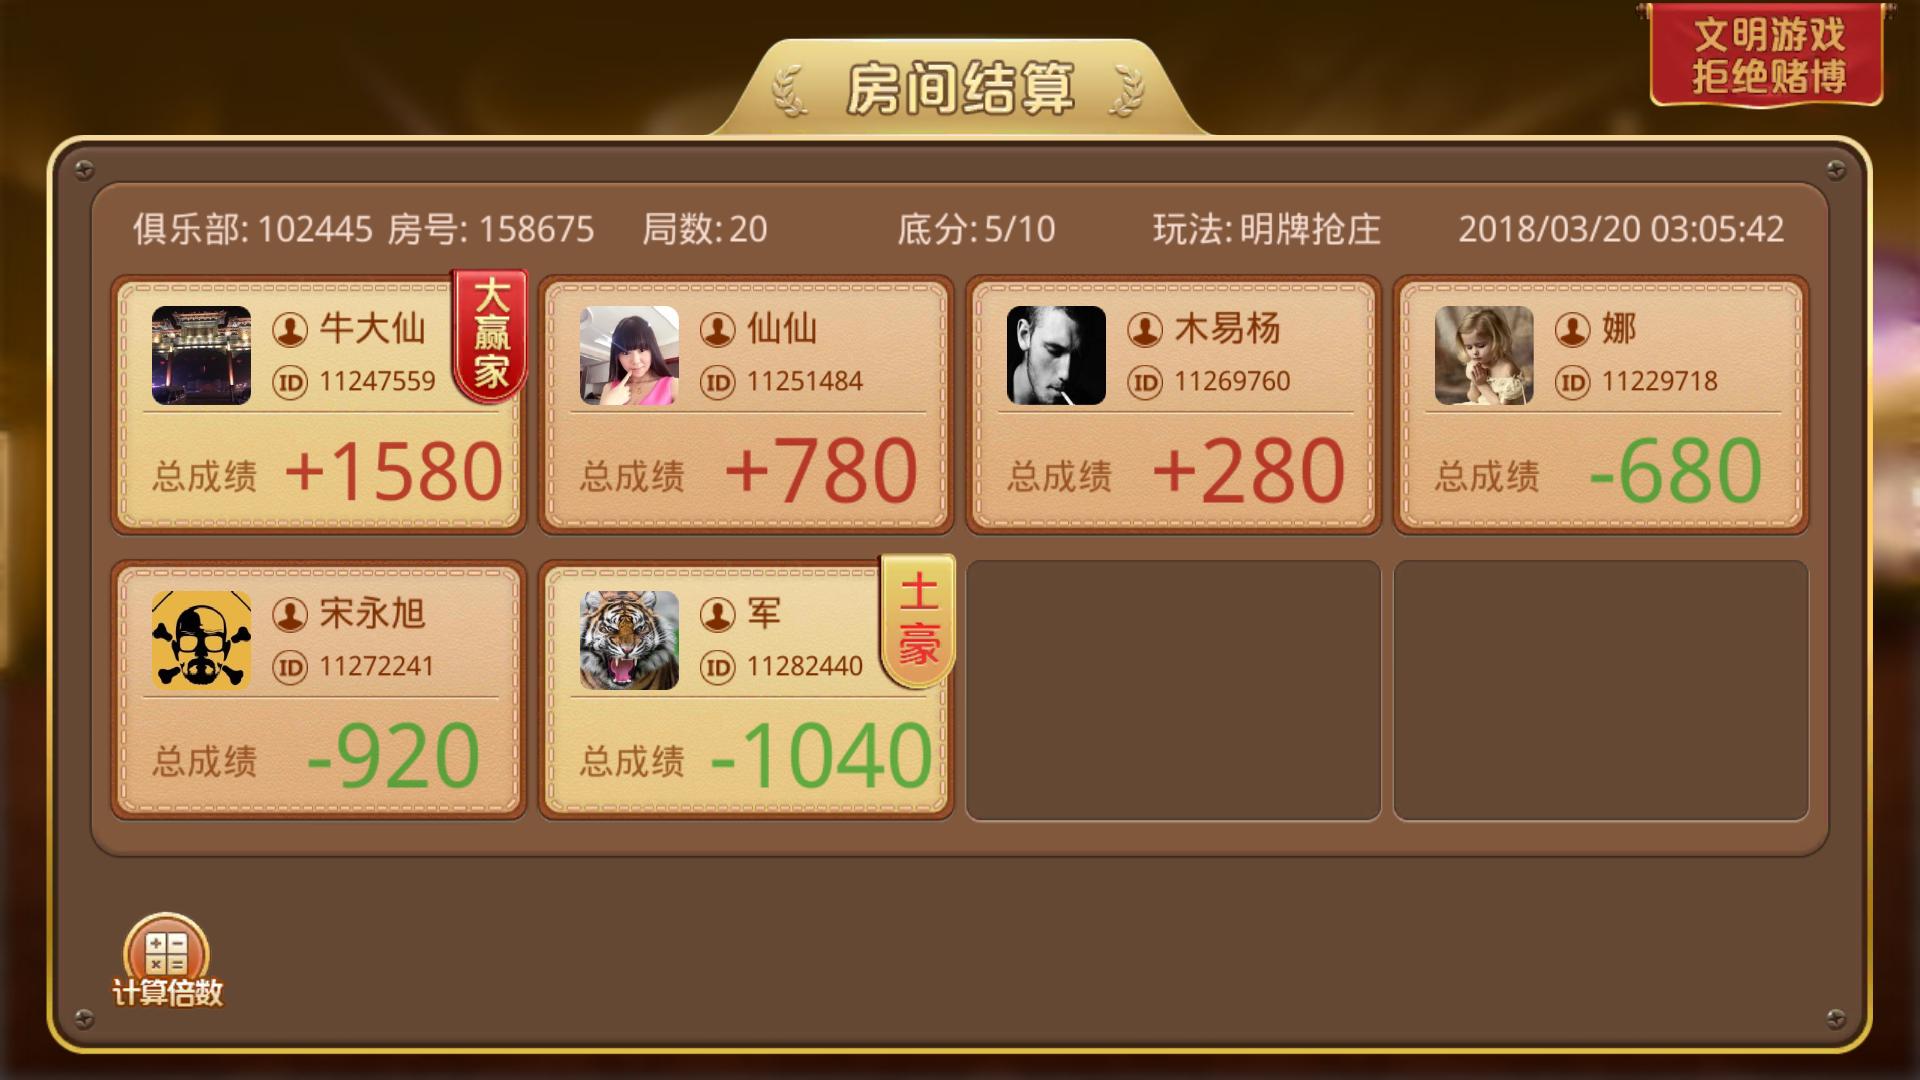 文明游戏
拒绝赌博
房间结算
俱乐部: 102445 房号: 158675 局数: 20 底分: 5/10 玩法: 明牌抢庄 2018/03/20 03:05:42
牛大仙
ID 11247559
大赢家
总成绩 +1580
仙仙
ID 11251484
总成绩 +780
木易杨
ID 11269760
总成绩 +280
娜
ID 11229718
总成绩 -680
宋永旭
ID 11272241
总成绩 -920
军
ID 11282440
土豪
总成绩 -1040
计算倍数